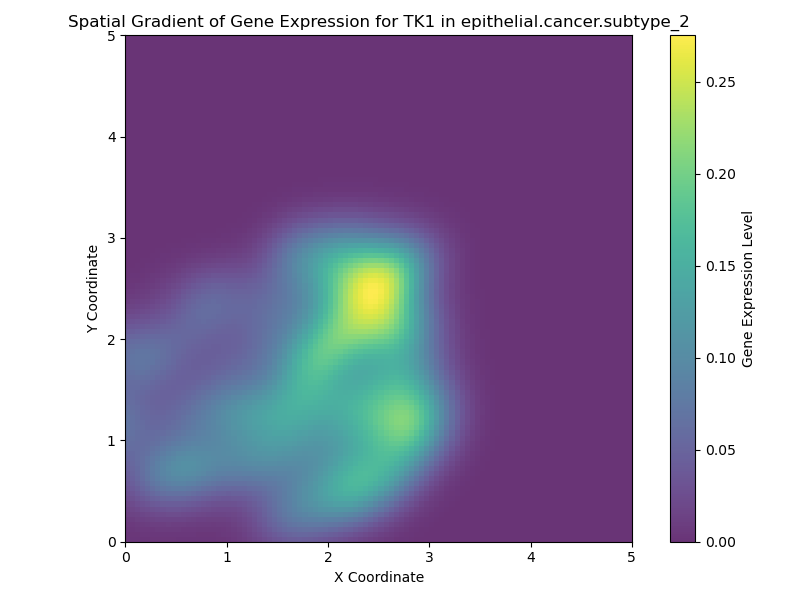 Spatial Gradient of Gene Expression for TK1 in epithelial.cancer.subtype_2
5
4
3
2
1
0
0 1 2 3 4 5
X Coordinate
Y Coordinate
0.25
0.20
0.15
0.10
0.05
0.00
Gene Expression Level